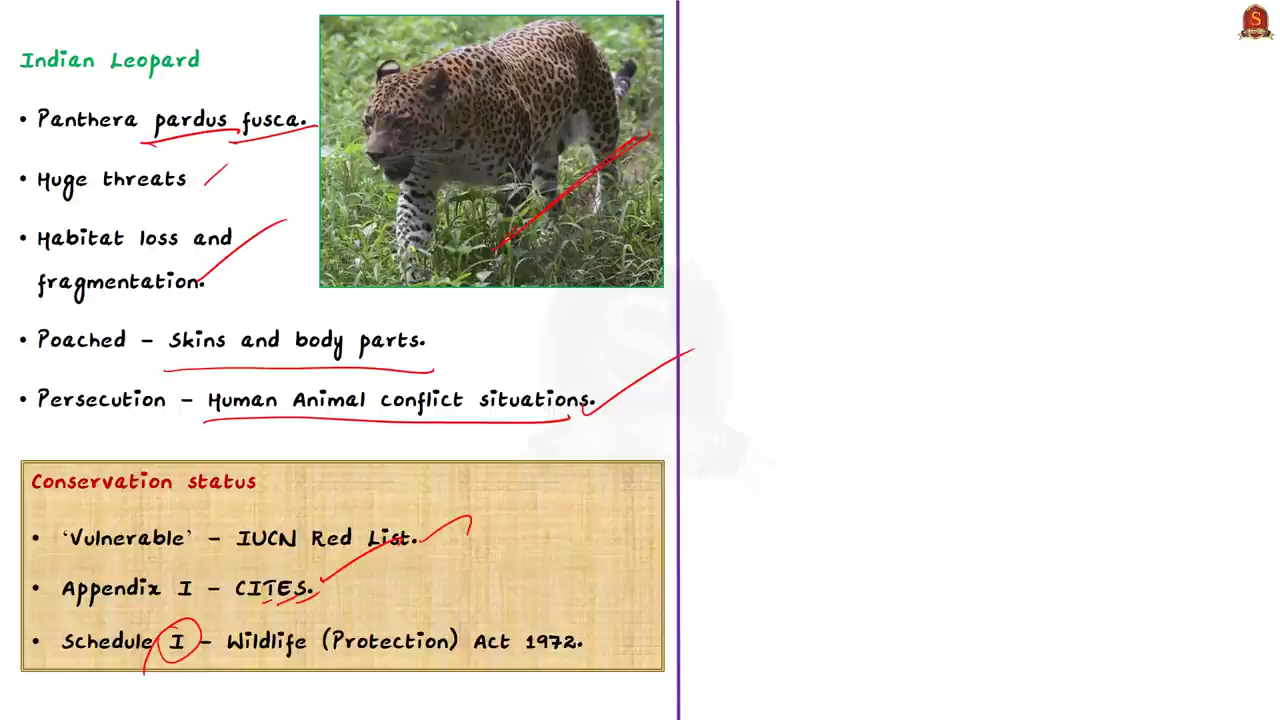 Indian Leopard
• Panthera pardus fusca.
• Huge threats
• Habitat loss and
fragmentation.
• Poached - Skins and body parts.
• Persecution - Human Animal conflict situations.
Conservation status
• 'Vulnerable' - IUCN Red List.
• Appendix I - CITES.
• Schedule I - Wildlife (Protection) Act 1972.
S